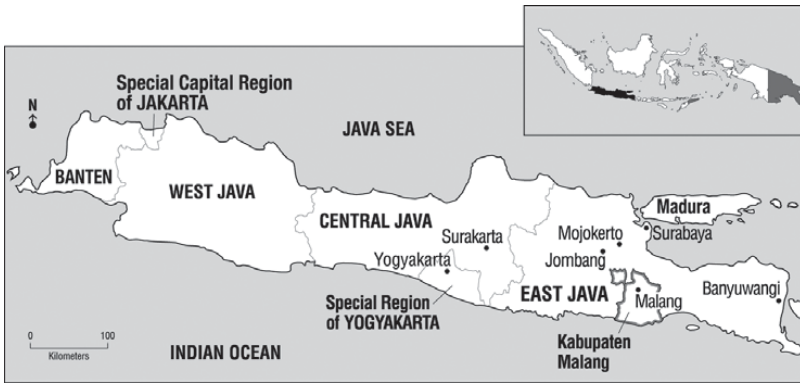 Special Capital Region
of JAKARTA
N
JAVA SEA
BANTEN
WEST JAVA
Madura
CENTRAL JAVA
Mojokerto
Surabaya
Surakarta
Jombang
Yogyakarta
EAST JAVA
Banyuwangi
Malang
Special Region
of YOGYAKARTA
0 100
Kilometers
Kabupaten
Malang
INDIAN OCEAN